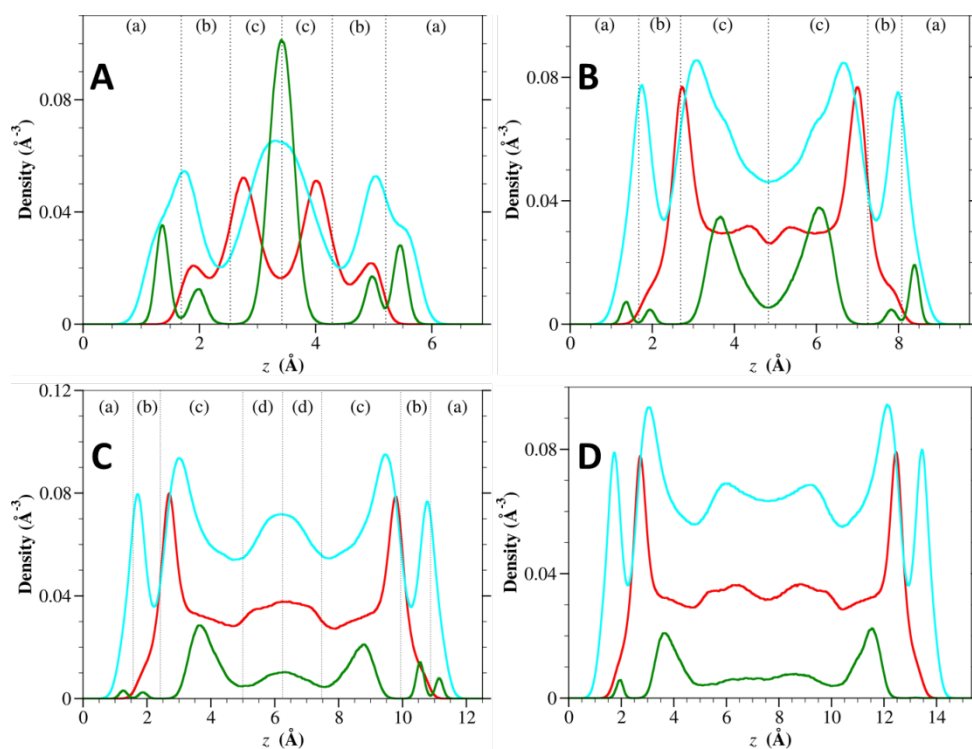 (a) (b) (c) (c) (b) (a)
A
0.08
0.04
0
Density (Å⁻³)
0 2 4 6
z (Å)
(a) (b) (c) (c) (b) (a)
B
0.08
0.04
0
Density (Å⁻³)
0 2 4 6 8
z (Å)
0.12
(a) (b) (c) (d) (d) (c) (b) (a)
C
0.08
0.04
0
Density (Å⁻³)
0 2 4 6 8 10 12
z (Å)
D
0.08
0.04
0
Density (Å⁻³)
0 2 4 6 8 10 12 14
z (Å)